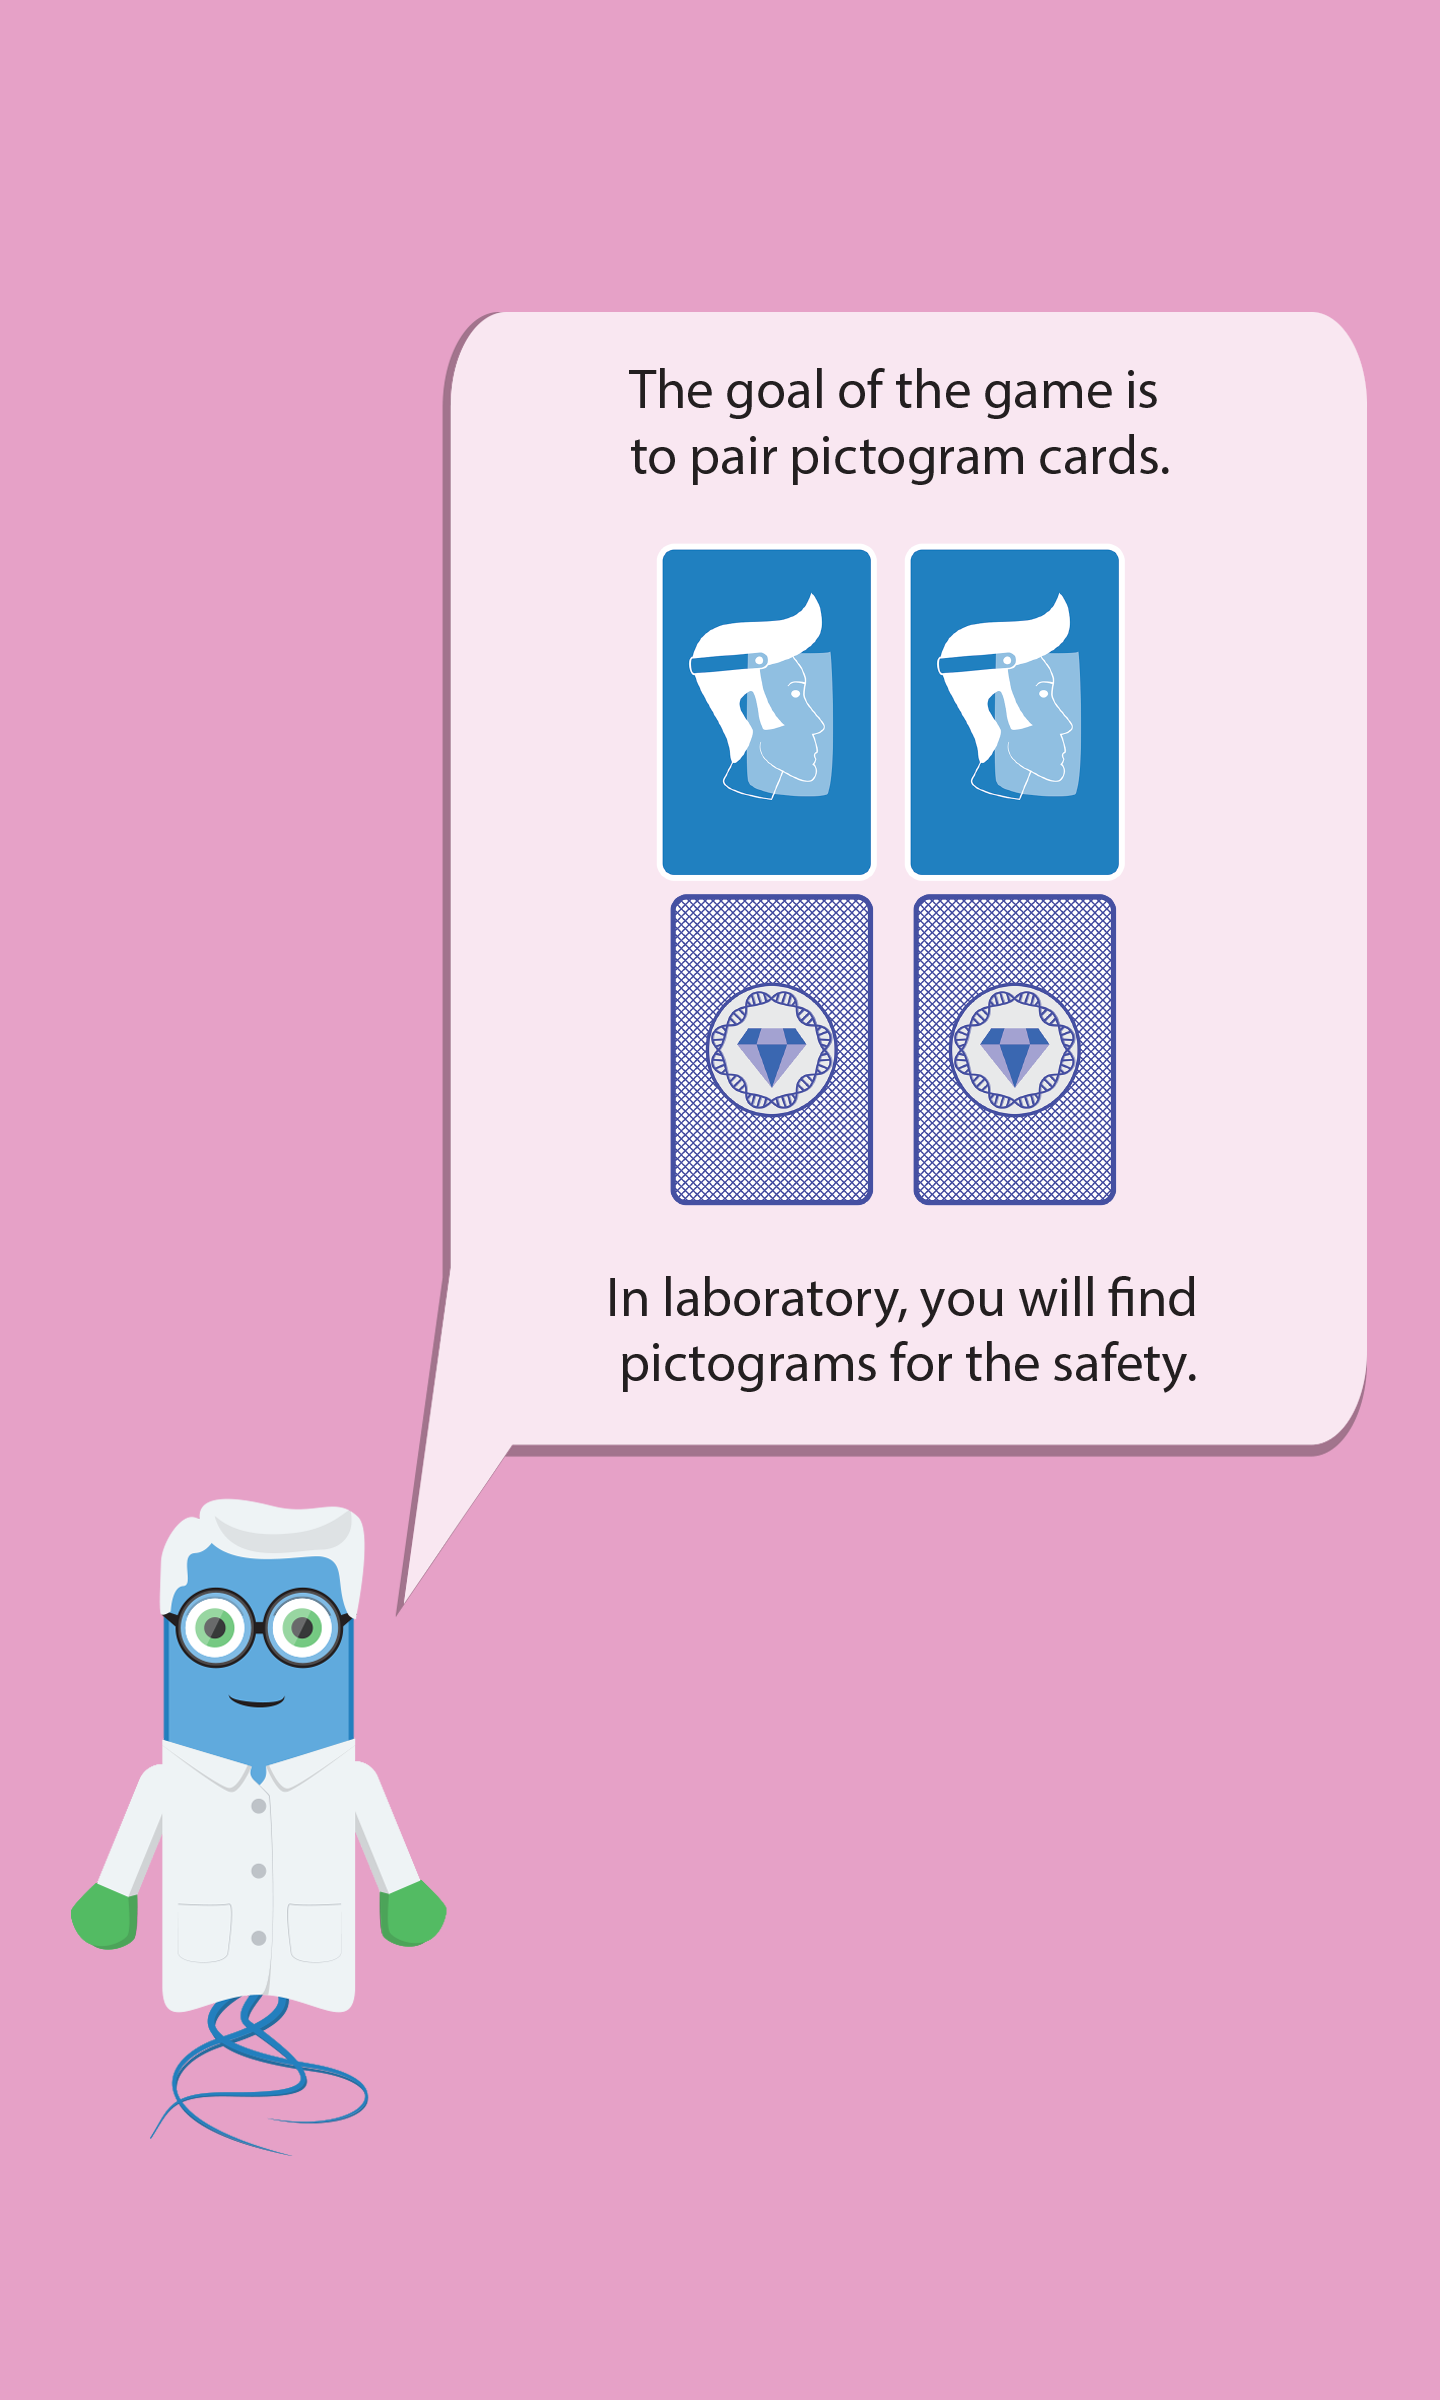 The goal of the game is
to pair pictogram cards.
In laboratory, you will find
pictograms for the safety.